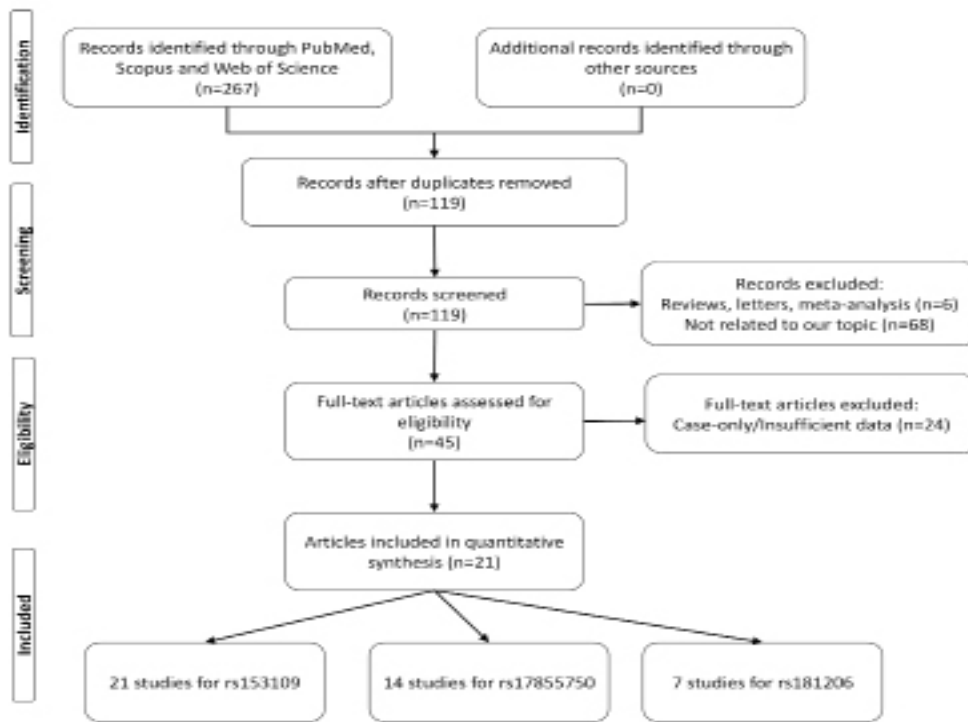 Identification
Records identified through PubMed,
Scopus and Web of Science
(n=267)
Additional records identified through
other sources
(n=0)
Records after duplicates removed
(n=119)
Screening
Records screened
(n=119)
Records excluded:
Reviews, letters, meta-analysis (n=6)
Not related to our topic (n=68)
Eligibility
Full-text articles assessed for
eligibility
(n=45)
Full-text articles excluded:
Case-only/Insufficient data (n=24)
Included
Articles included in quantitative
synthesis (n=21)
21 studies for rs153109
14 studies for rs17855750
7 studies for rs181206